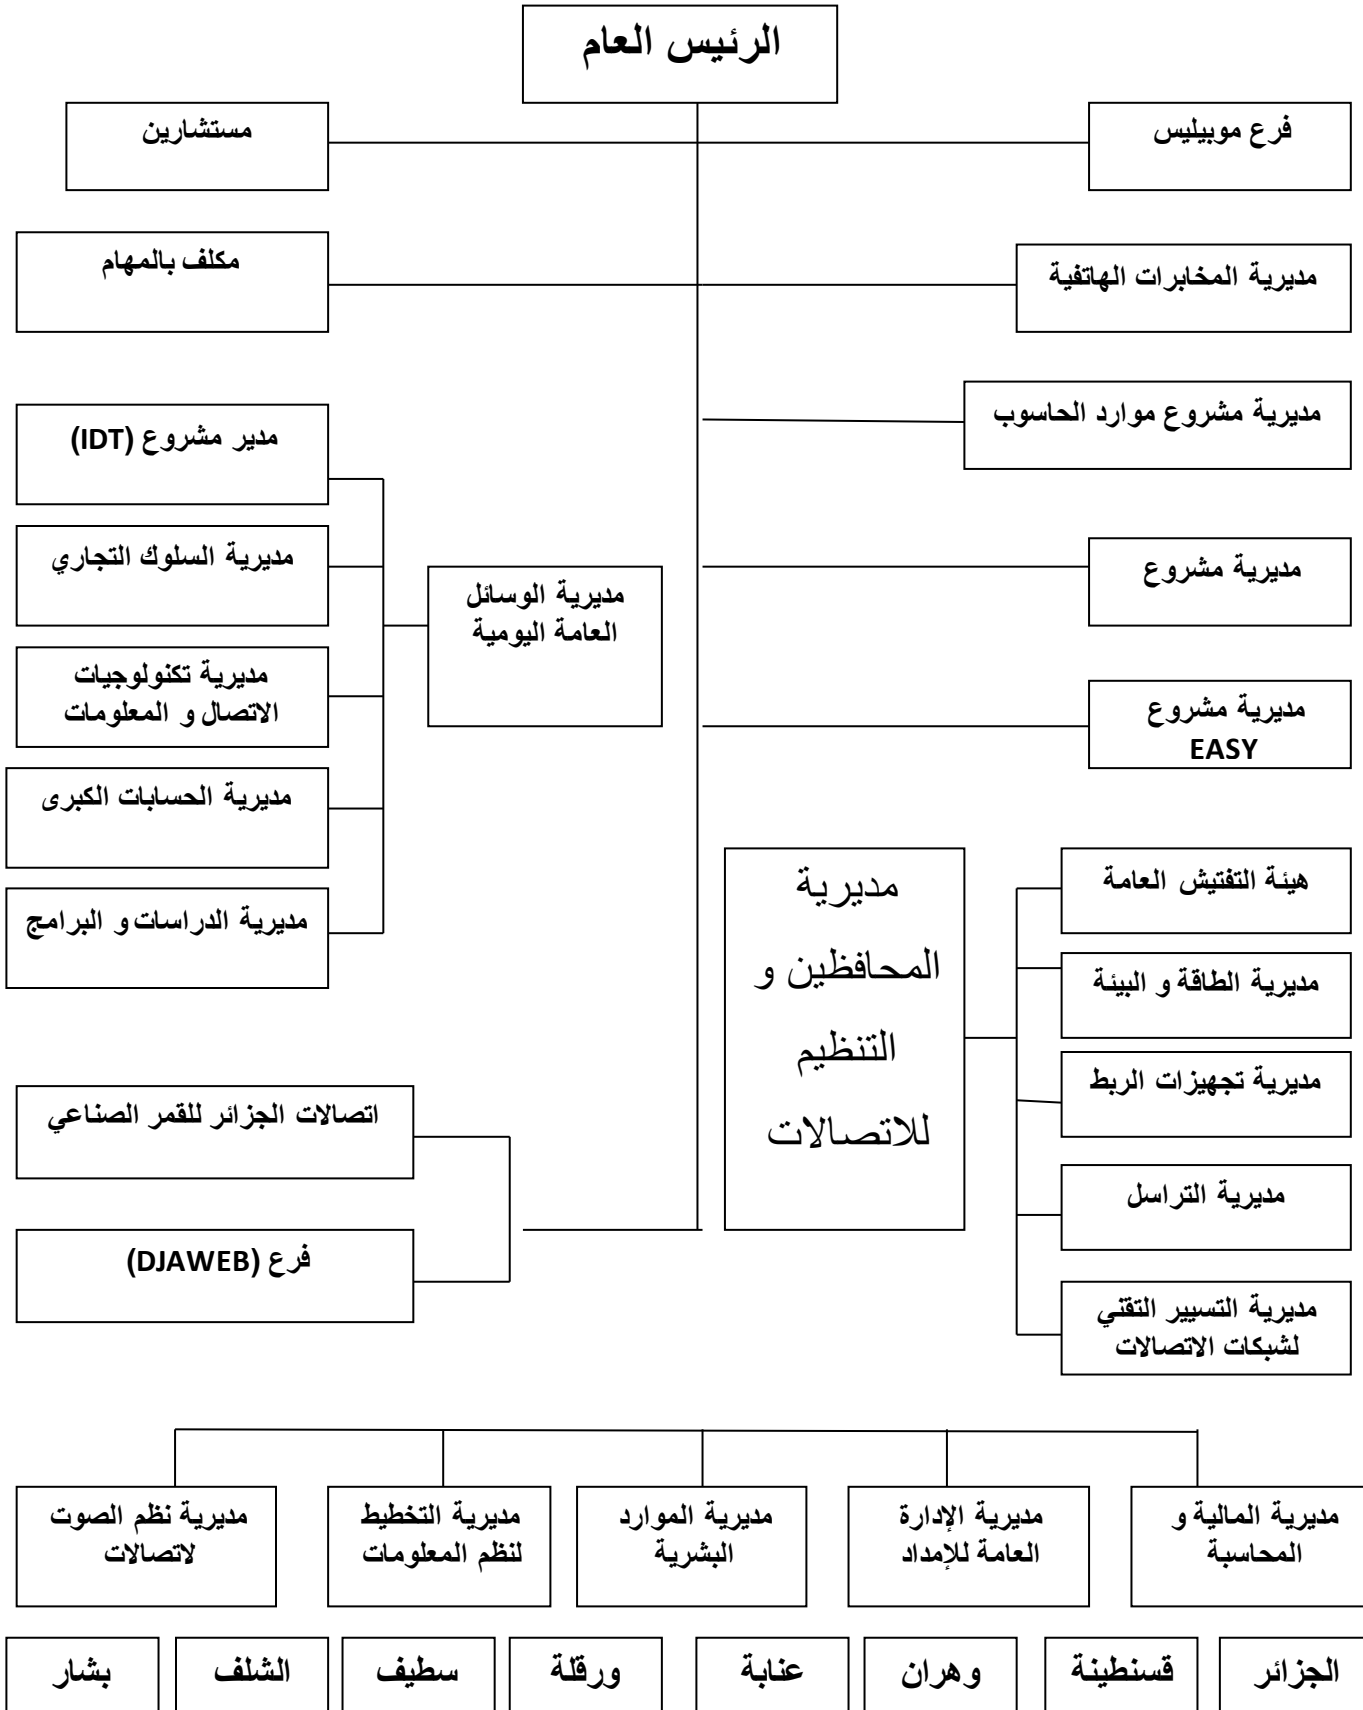 الرئيس العام
فرع موبيليس
مستشارين
مديرية المخابرات الهاتفية
مكلف بالمهام
مديرية مشروع موارد الحاسوب
مدير مشروع (IDT)
مديرية مشروع
مديرية السلوك التجاري
مديرية الوسائل
العامة اليومية
مديرية تكنولوجيات
الاتصال و المعلومات
مديرية مشروع
EASY
مديرية الحسابات الكبرى
مديرية الدراسات و البرامج
مديرية
المحافظين و
التنظيم
للاتصالات
هيئة التفتيش العامة
مديرية الطاقة و البيئة
مديرية تجهيزات الربط
مديرية التراسل
مديرية التسيير التقني
لشبكات الاتصالات
اتصالات الجزائر للقمر الصناعي
فرع (DJAWEB)
مديرية المالية و
المحاسبة
مديرية الإدارة
العامة للإمداد
مديرية الموارد
البشرية
مديرية التخطيط
لنظم المعلومات
مديرية نظم الصوت
لاتصالات
الجزائر
قسنطينة
وهران
عنابة
ورقلة
سطيف
الشلف
بشار